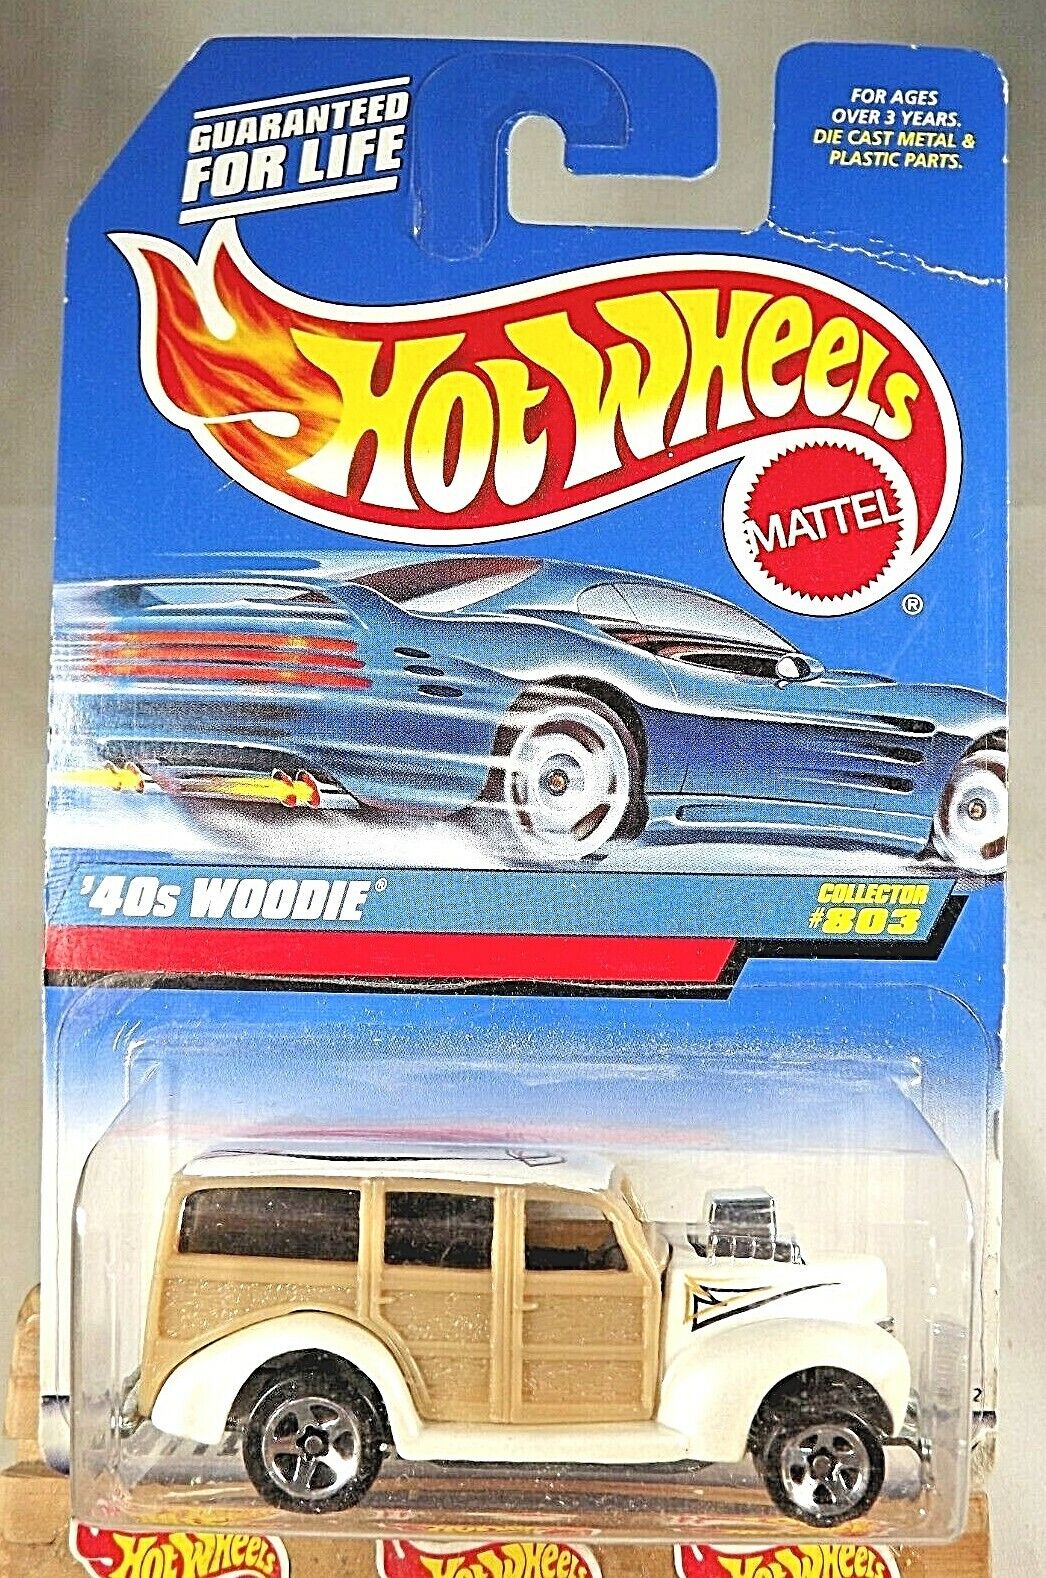 GUARANTEED
FOR LIFE
FOR AGES
OVER 3 YEARS.
DIE CAST METAL &
PLASTIC PARTS.
HOT WHEELS
MATTEL
®
'40s WOODIE®
COLLECTOR
#803
2
HOT WHEELS
HOT WHEELS
HOT WHEELS